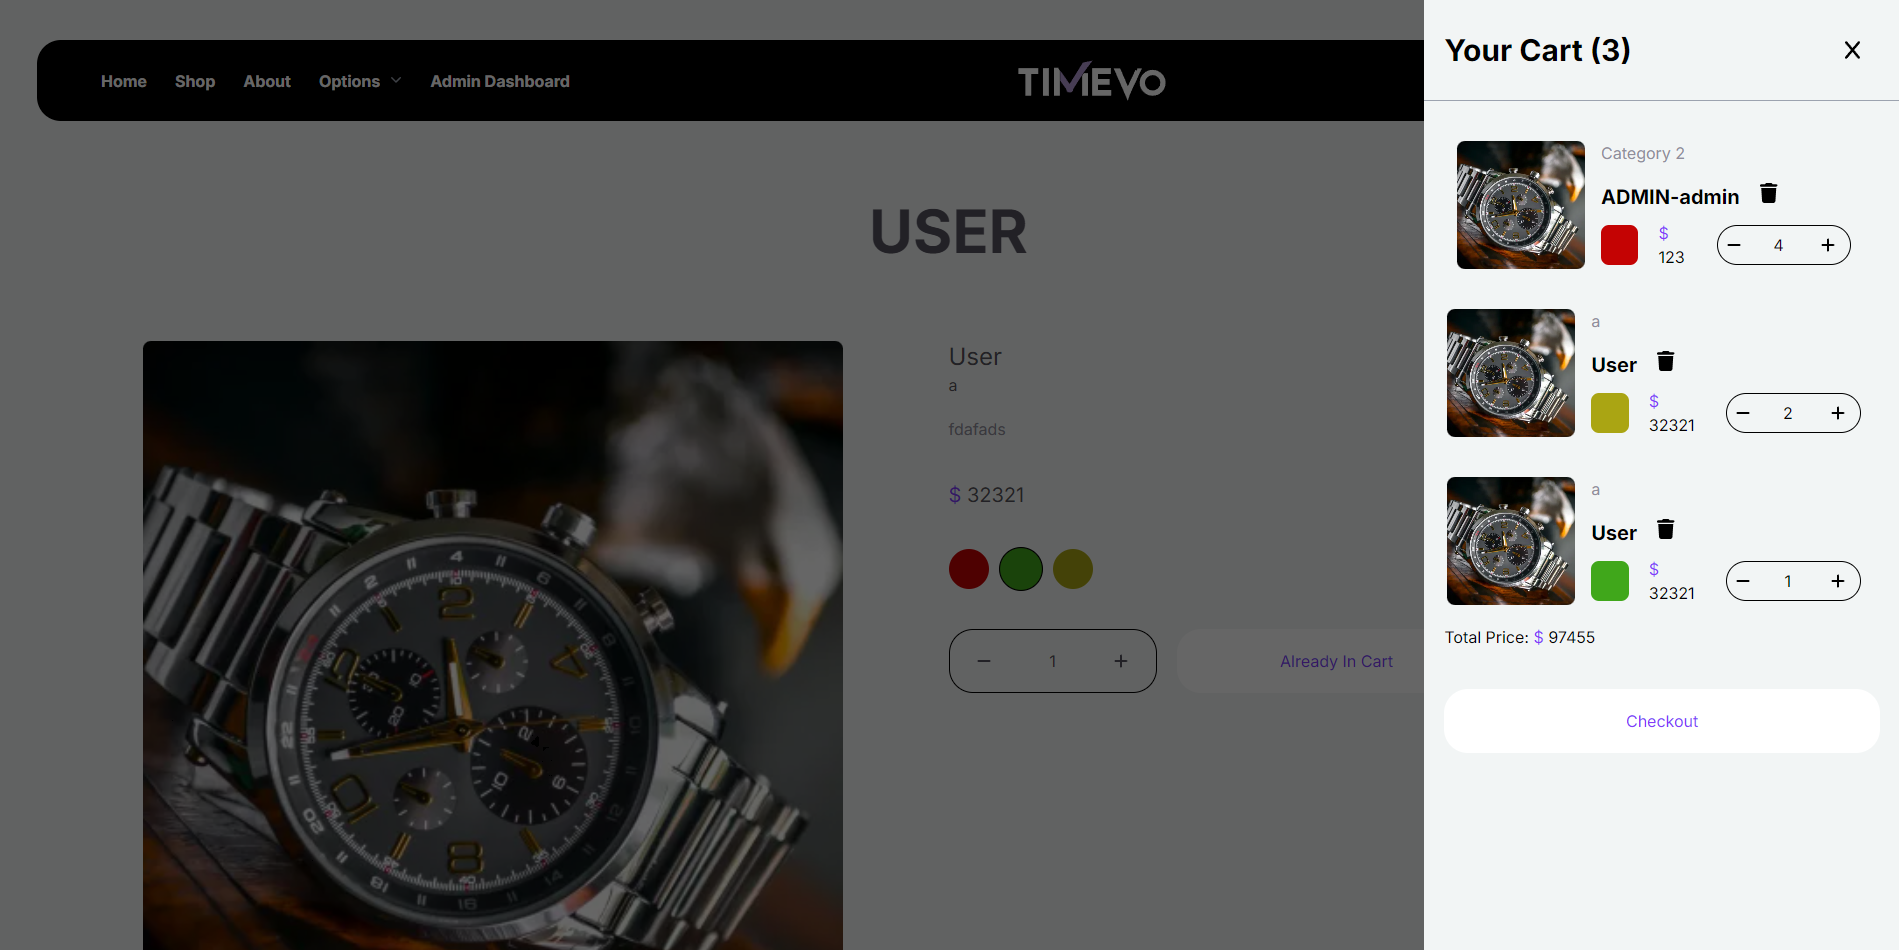 Home Shop About Options Admin Dashboard
TIMEVO
USER
User
a
fdafads
$ 32321
1
Already In Cart
Your Cart (3)
Category 2
ADMIN-admin
$
123
4
a
User
$
32321
2
a
User
$
32321
1
Total Price: $ 97455
Checkout